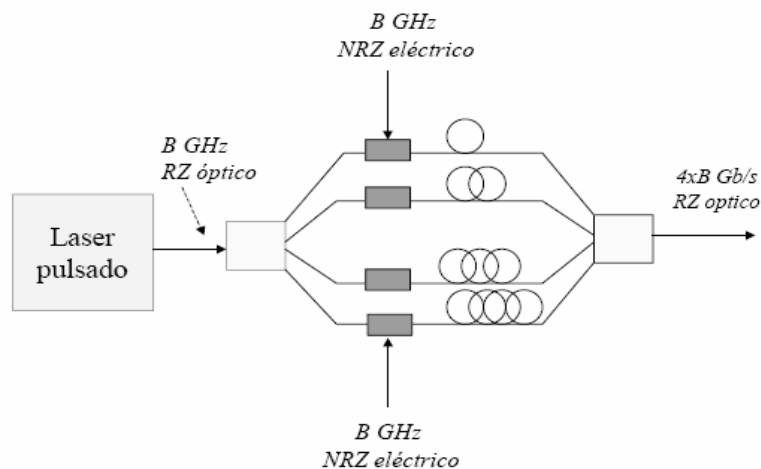 B GHz
NRZ eléctrico
B GHz
RZ óptico
4xB Gb/s
RZ optico
Laser
pulsado
B GHz
NRZ eléctrico